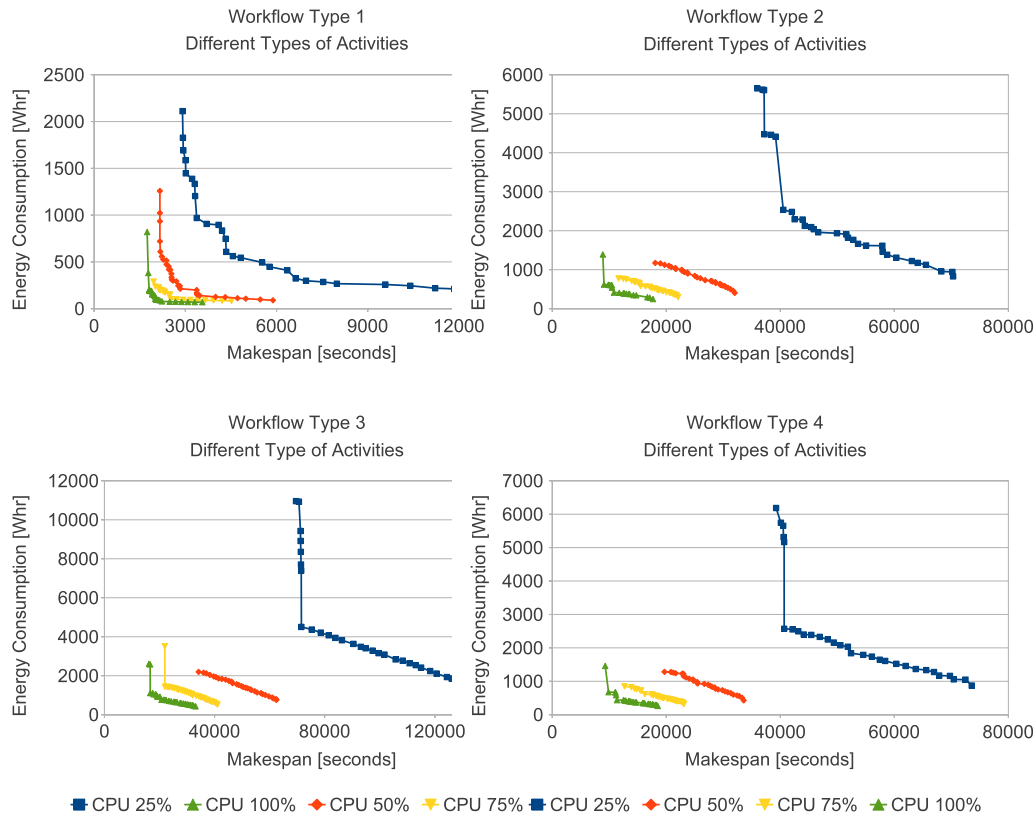 Workflow Type 1
Different Types of Activities
Energy Consumption [Whr]
2500
2000
1500
1000
500
0
0
3000
6000
9000
12000
Makespan [seconds]
Workflow Type 2
Different Types of Activities
Energy Consumption [Whr]
6000
5000
4000
3000
2000
1000
0
0
20000
40000
60000
80000
Makespan [seconds]
Workflow Type 3
Different Type of Activities
Energy Consumption [Whr]
12000
10000
8000
6000
4000
2000
0
0
40000
80000
120000
Makespan [seconds]
Workflow Type 4
Different Types of Activities
Energy Consumption [Whr]
7000
6000
5000
4000
3000
2000
1000
0
0
20000
40000
60000
80000
Makespan [seconds]
CPU 25% CPU 100% CPU 50% CPU 75% CPU 25% CPU 50% CPU 75% CPU 100%